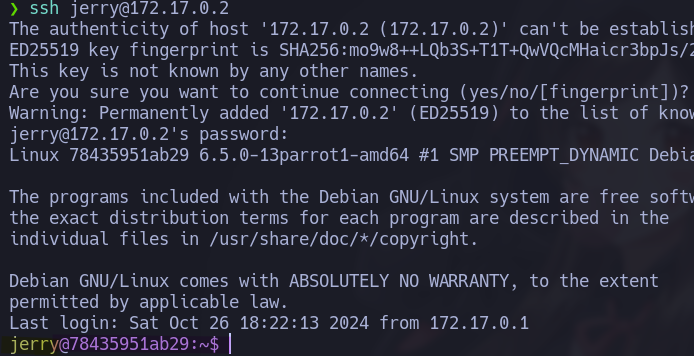 ❯ ssh jerry@172.17.0.2
The authenticity of host '172.17.0.2 (172.17.0.2)' can't be establish
ED25519 key fingerprint is SHA256:mo9w8++LQb3S+T1T+QwVQcMHaicr3bpJs/2
This key is not known by any other names.
Are you sure you want to continue connecting (yes/no/[fingerprint])?
Warning: Permanently added '172.17.0.2' (ED25519) to the list of know
jerry@172.17.0.2's password:
Linux 78435951ab29 6.5.0-13parrot1-amd64 #1 SMP PREEMPT_DYNAMIC Debia

The programs included with the Debian GNU/Linux system are free softw
the exact distribution terms for each program are described in the
individual files in /usr/share/doc/*/copyright.

Debian GNU/Linux comes with ABSOLUTELY NO WARRANTY, to the extent
permitted by applicable law.
Last login: Sat Oct 26 18:22:13 2024 from 172.17.0.1
jerry@78435951ab29:~$